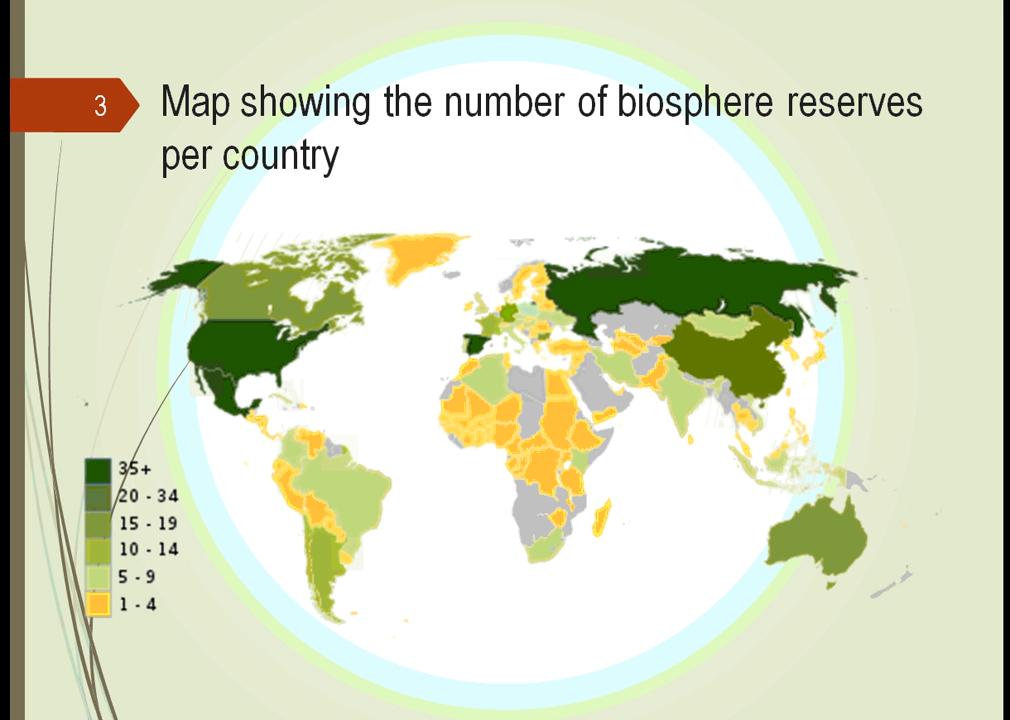 3
Map showing the number of biosphere reserves
per country
35+
20 - 34
15 - 19
10 - 14
5 - 9
1 - 4